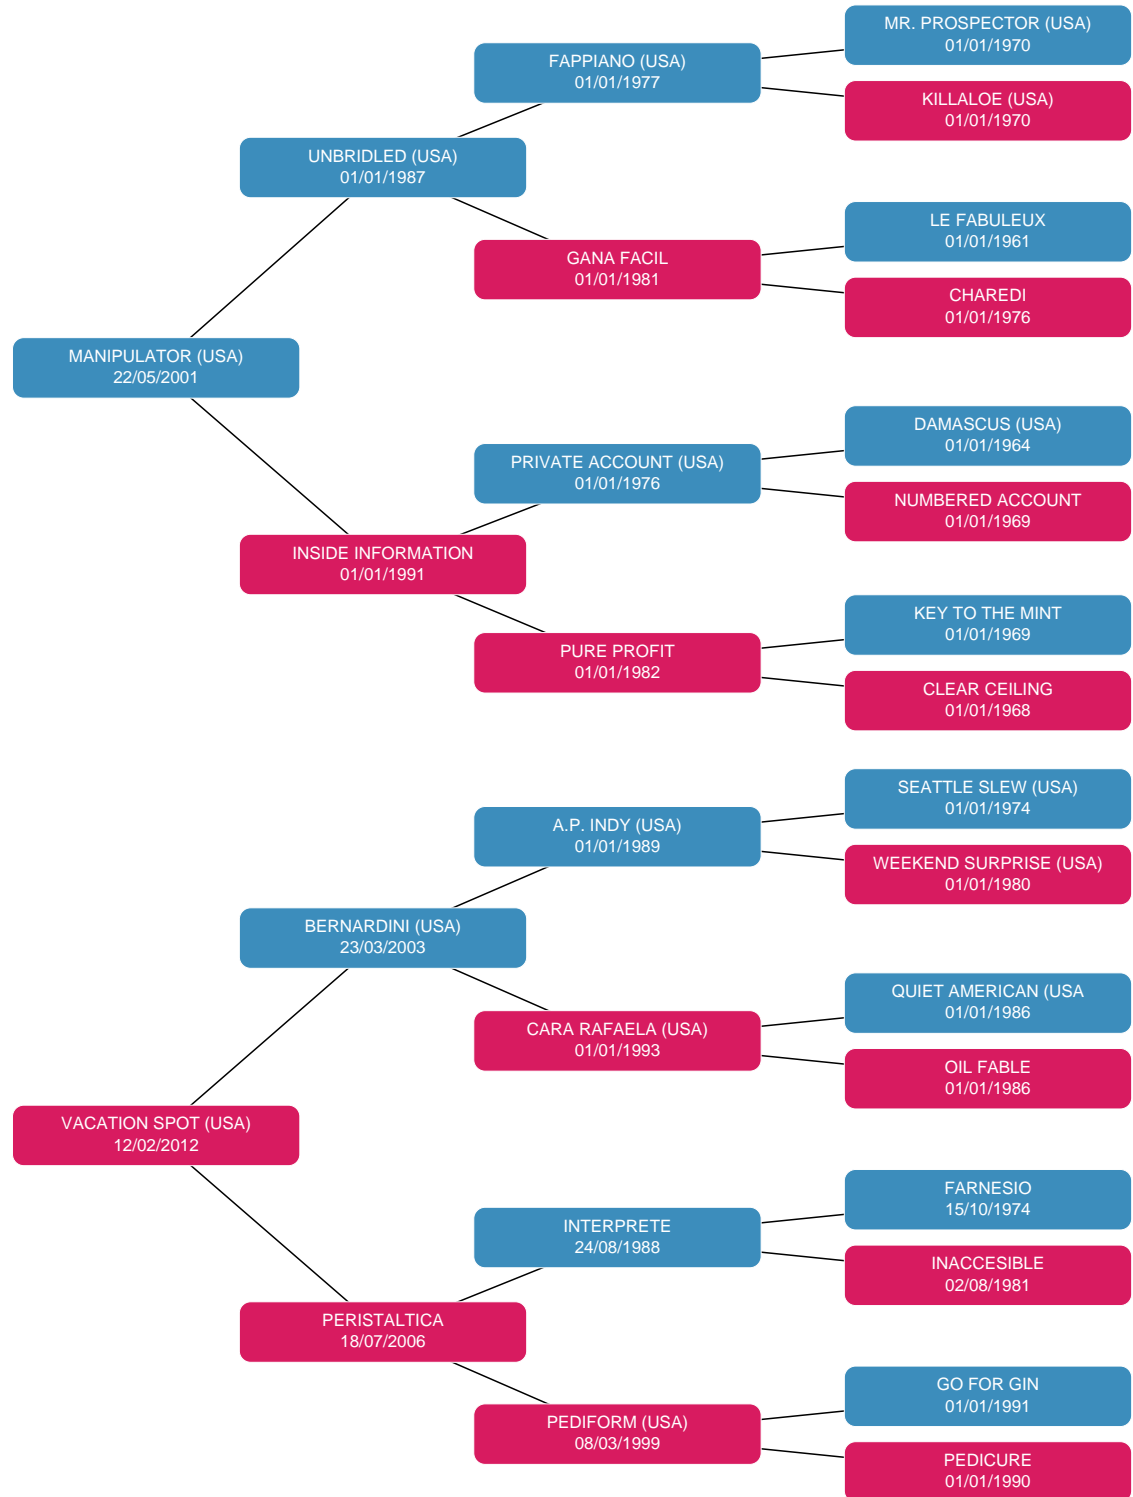 MR. PROSPECTOR (USA)
01/01/1970
FAPPIANO (USA)
01/01/1977
KILLALOE (USA)
01/01/1970
UNBRIDLED (USA)
01/01/1987
LE FABULEUX
01/01/1961
GANA FACIL
01/01/1981
CHAREDI
01/01/1976
MANIPULATOR (USA)
22/05/2001
DAMASCUS (USA)
01/01/1964
PRIVATE ACCOUNT (USA)
01/01/1976
NUMBERED ACCOUNT
01/01/1969
INSIDE INFORMATION
01/01/1991
KEY TO THE MINT
01/01/1969
PURE PROFIT
01/01/1982
CLEAR CEILING
01/01/1968
SEATTLE SLEW (USA)
01/01/1974
A.P. INDY (USA)
01/01/1989
WEEKEND SURPRISE (USA)
01/01/1980
BERNARDINI (USA)
23/03/2003
QUIET AMERICAN (USA
01/01/1986
CARA RAFAELA (USA)
01/01/1993
OIL FABLE
01/01/1986
VACATION SPOT (USA)
12/02/2012
FARNESIO
15/10/1974
INTERPRETE
24/08/1988
INACCESIBLE
02/08/1981
PERISTALTICA
18/07/2006
GO FOR GIN
01/01/1991
PEDIFORM (USA)
08/03/1999
PEDICURE
01/01/1990